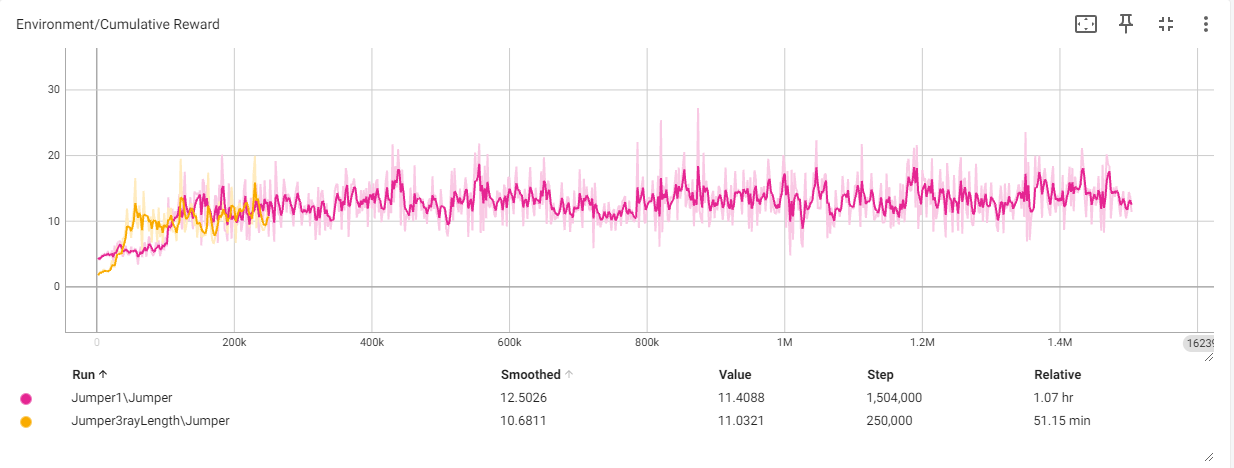 Environment/Cumulative Reward
30
20
10
0
0 200k 400k 600k 800k 1M 1.2M 1.4M 16239
Run Smoothed Value Step Relative
Jumper1\Jumper 12.5026 11.4088 1,504,000 1.07 hr
Jumper3rayLength\Jumper 10.6811 11.0321 250,000 51.15 min